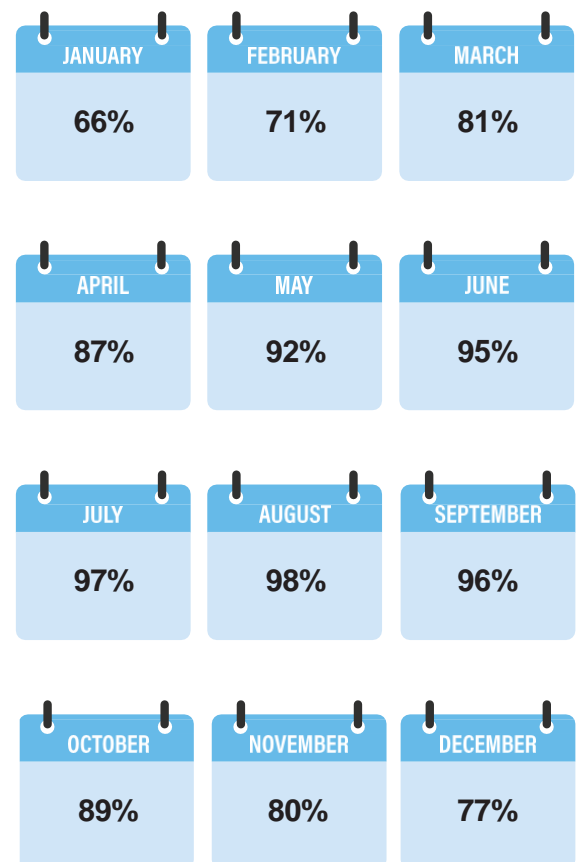 JANUARY FEBRUARY MARCH
66% 71% 81%
APRIL MAY JUNE
87% 92% 95%
JULY AUGUST SEPTEMBER
97% 98% 96%
OCTOBER NOVEMBER DECEMBER
89% 80% 77%